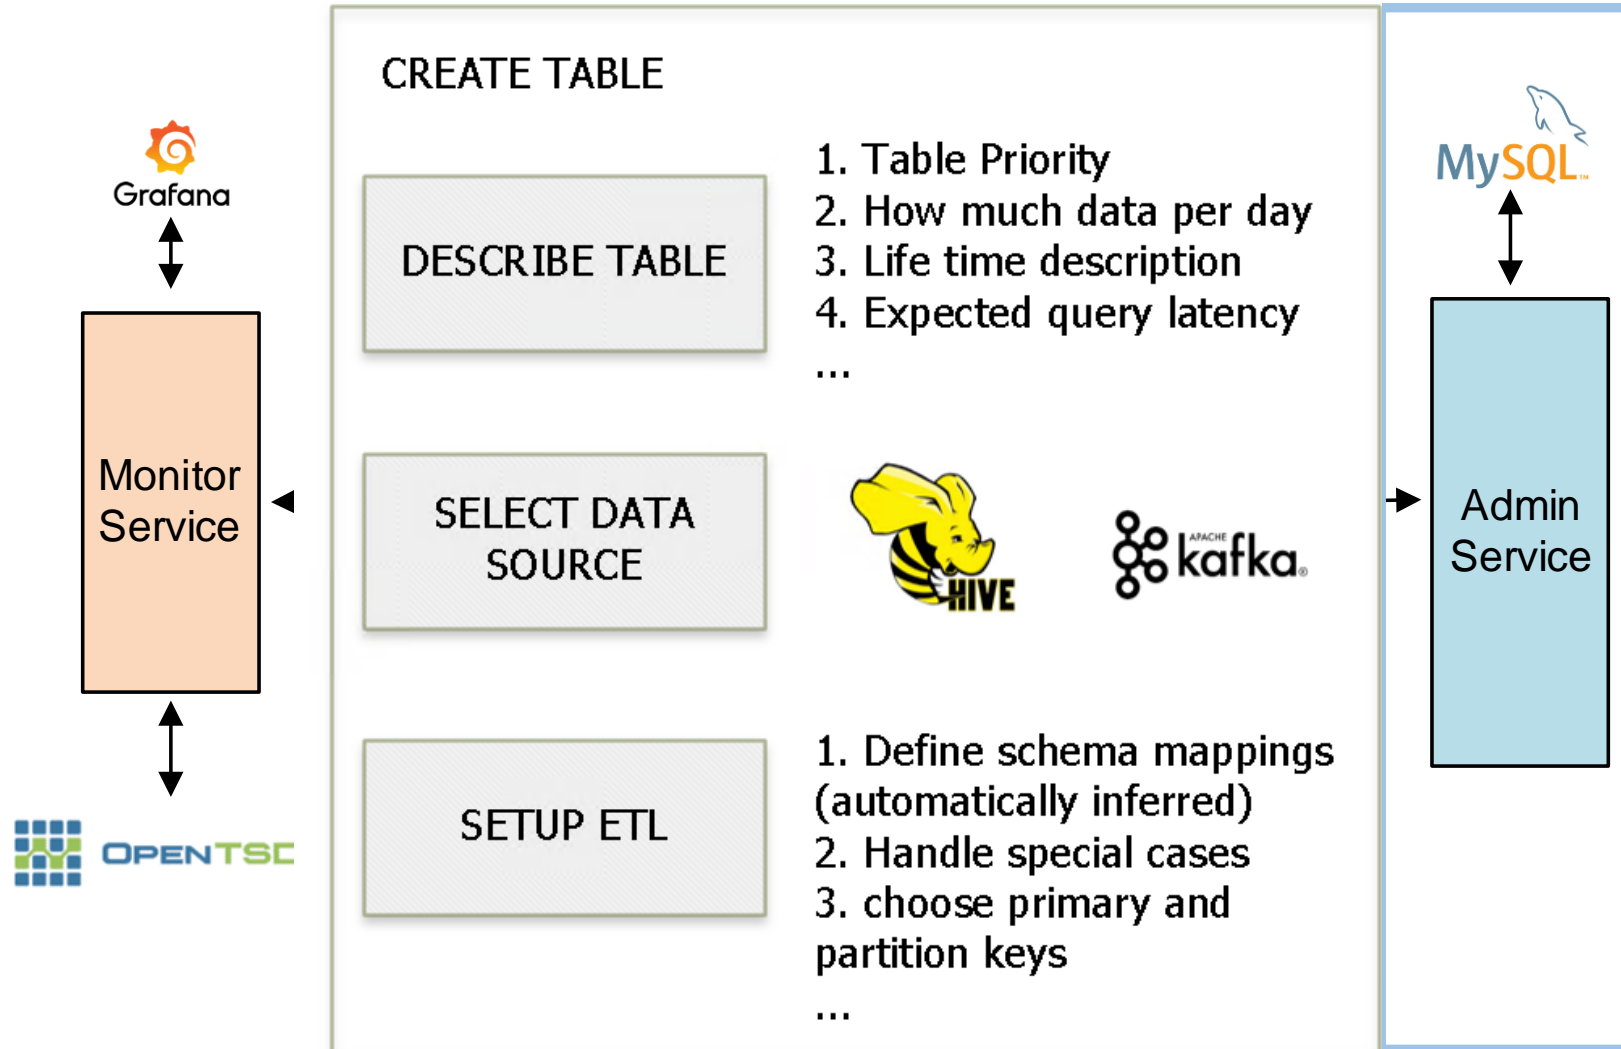 CREATE TABLE
Grafana
DESCRIBE TABLE
1. Table Priority
2. How much data per day
3. Life time description
4. Expected query latency
...
MySQL™
Monitor
Service
SELECT DATA
SOURCE
HIVE
APACHE
kafka®
Admin
Service
OPENTSD
SETUP ETL
1. Define schema mappings
(automatically inferred)
2. Handle special cases
3. choose primary and
partition keys
...